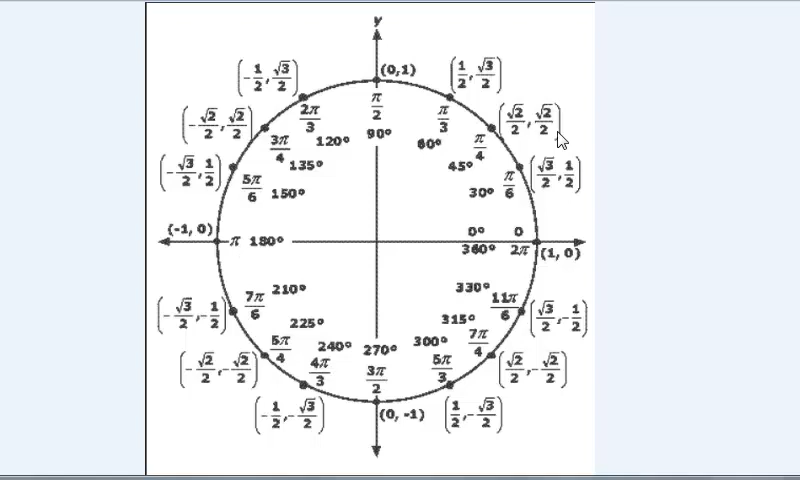 y
(0,1)
(-1/2, √3/2)
(1/2, √3/2)
(-√2/2, √2/2)
2π/3
π/2
π/3
(√2/2, √2/2)
3π/4
120°
90°
60°
π/4
(-√3/2, 1/2)
135°
45°
(√3/2, 1/2)
5π/6
150°
30°
π/6
(-1, 0)
π
180°
0°
0
360°
2π
(1, 0)
210°
330°
7π/6
11π/6
(-√3/2, -1/2)
(√3/2, -1/2)
225°
315°
5π/4
240°
270°
300°
7π/4
(-√2/2, -√2/2)
4π/3
3π/2
5π/3
(√2/2, -√2/2)
(-1/2, -√3/2)
(0, -1)
(1/2, -√3/2)